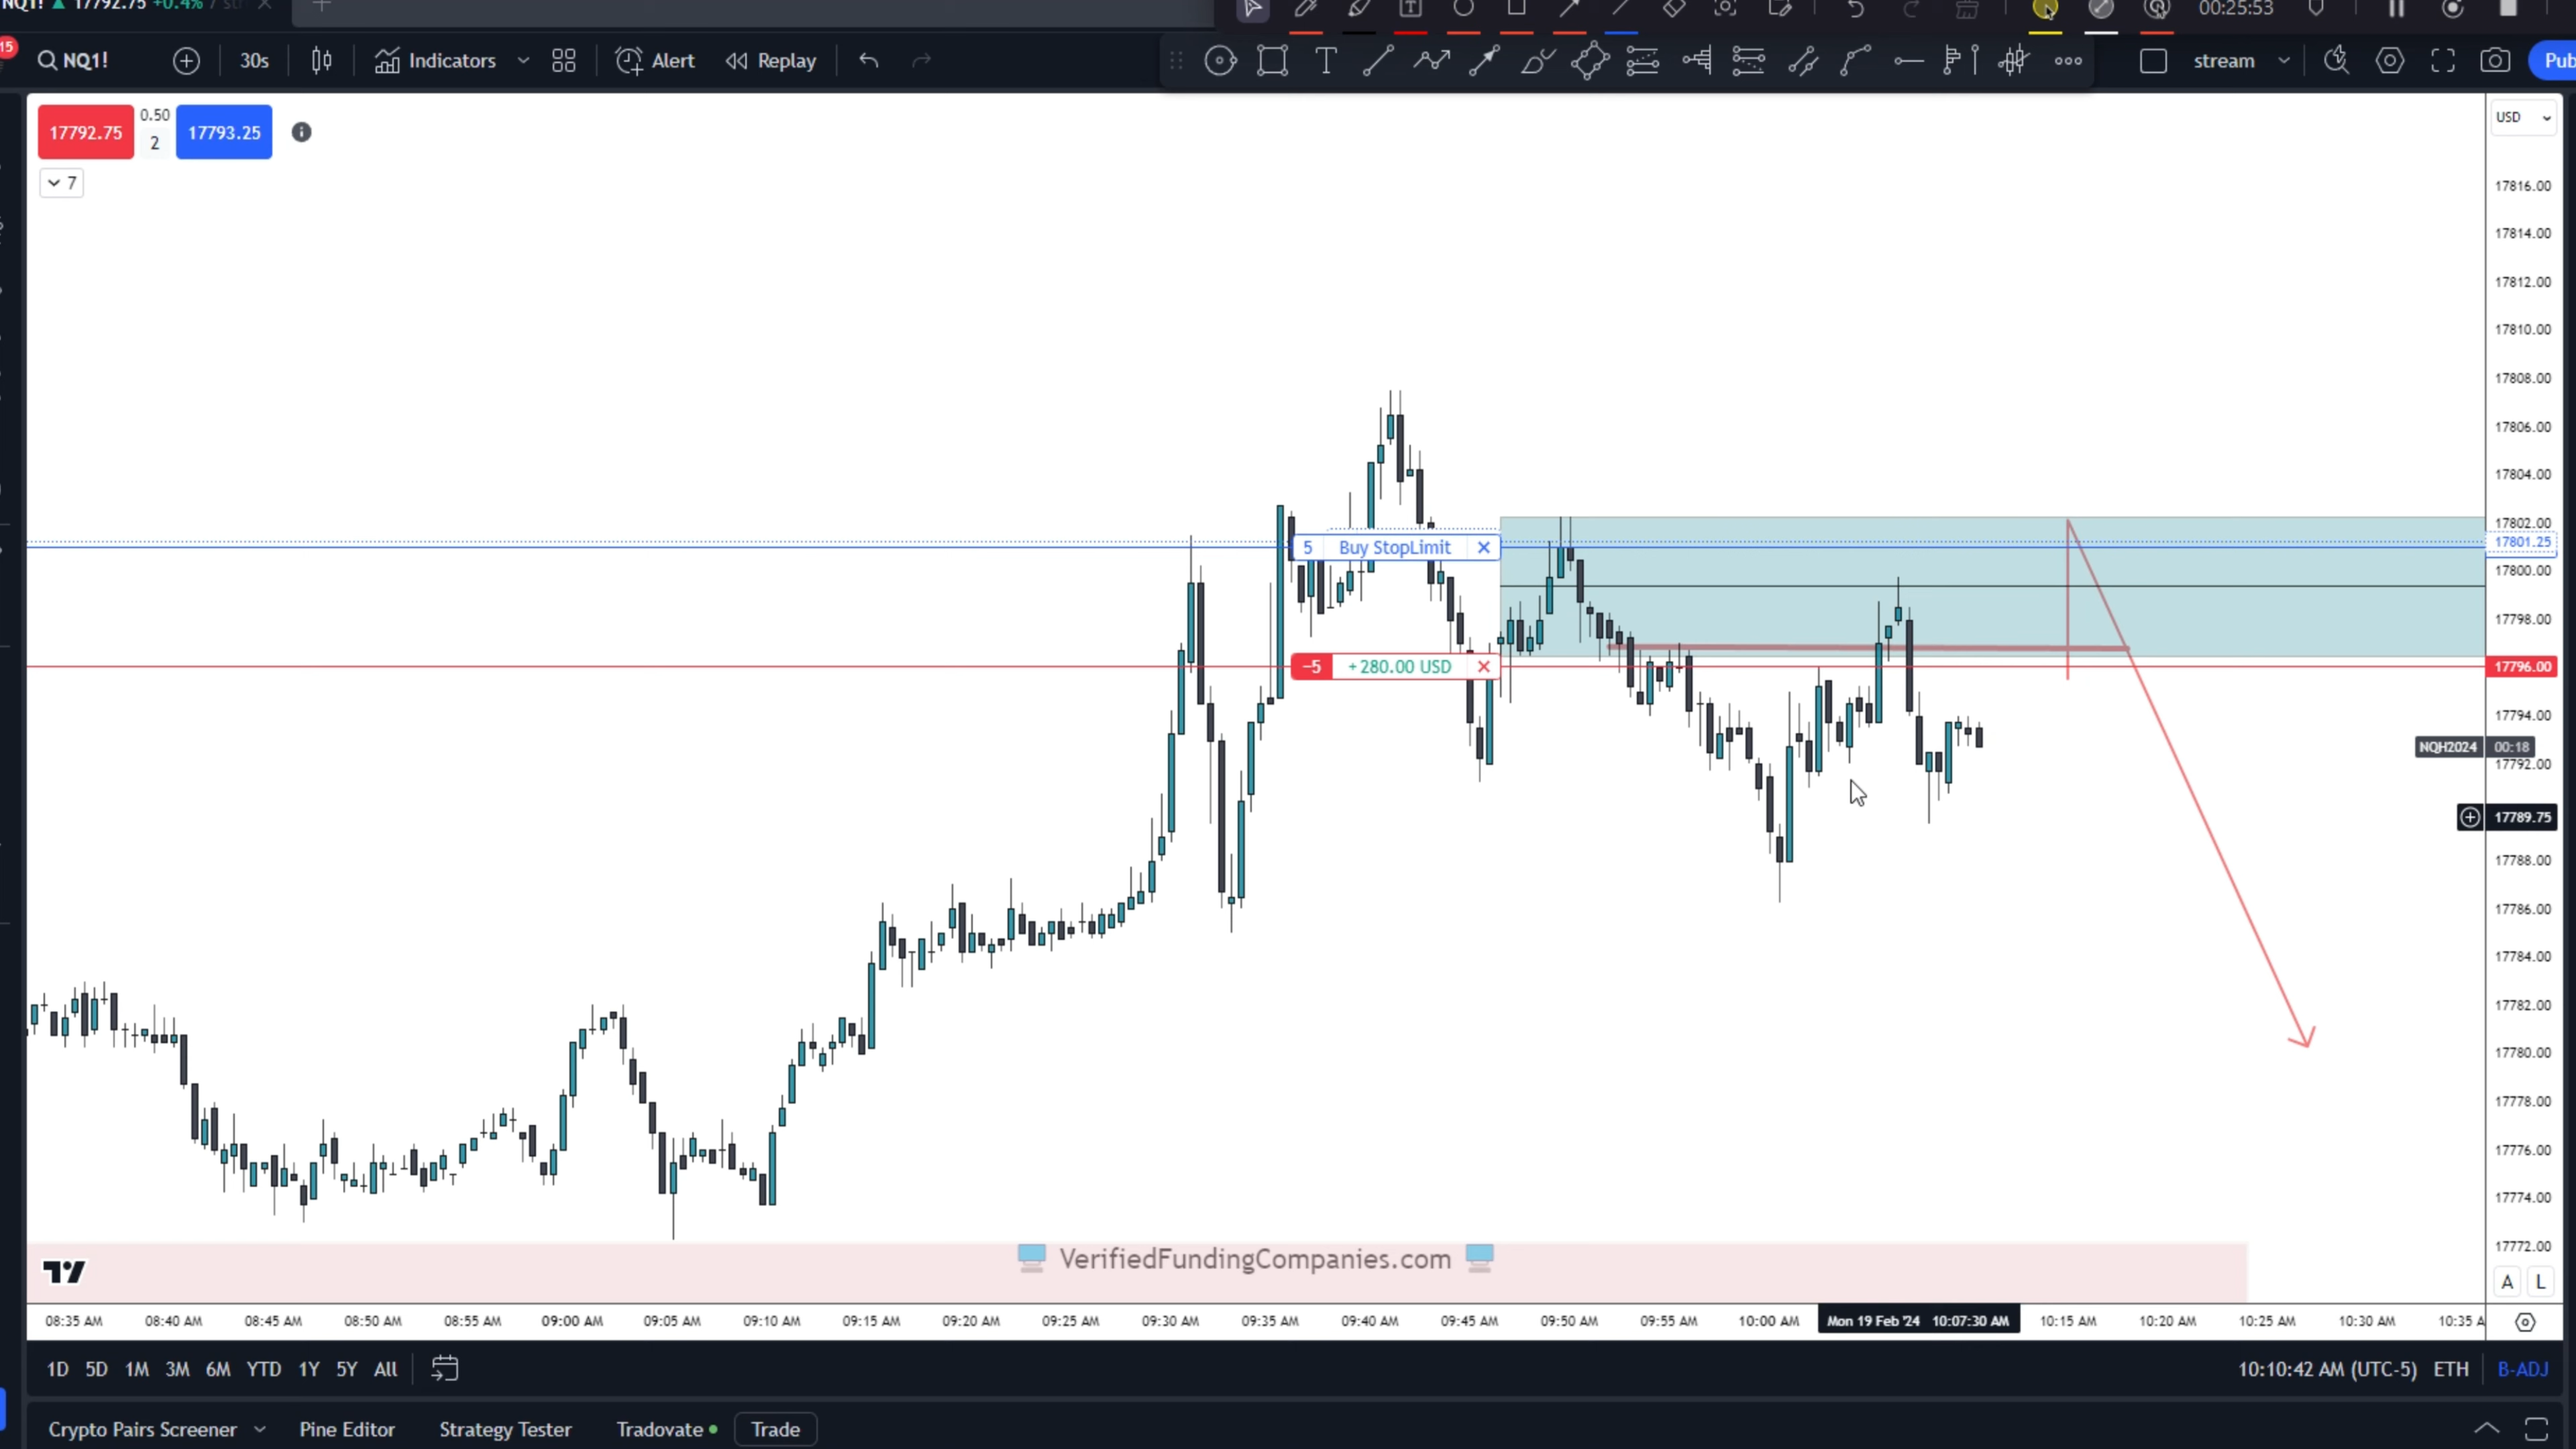 NQ1! ▲ 17792.75 +0.4% / st
00:25:53
15
NQ1!
30s
Indicators
Alert
Replay
stream
Pub
17792.75
0.50
2
17793.25
7
USD
17816.00
17814.00
17812.00
17810.00
17808.00
17806.00
17804.00
17802.00
17801.25
17800.00
17798.00
17796.00
17794.00
NQH2024 00:18
17792.00
17789.75
17788.00
17786.00
17784.00
17782.00
17780.00
17778.00
17776.00
17774.00
17772.00
5 Buy StopLimit
−5 +280.00 USD
VerifiedFundingCompanies.com
A L
08:35 AM 08:40 AM 08:45 AM 08:50 AM 08:55 AM 09:00 AM 09:05 AM 09:10 AM 09:15 AM 09:20 AM 09:25 AM 09:30 AM 09:35 AM 09:40 AM 09:45 AM 09:50 AM 09:55 AM 10:00 AM Mon 19 Feb '24 10:07:30 AM 10:15 AM 10:20 AM 10:25 AM 10:30 AM 10:35 A
1D 5D 1M 3M 6M YTD 1Y 5Y All
10:10:42 AM (UTC-5) ETH B-ADJ
Crypto Pairs Screener Pine Editor Strategy Tester Tradovate Trade